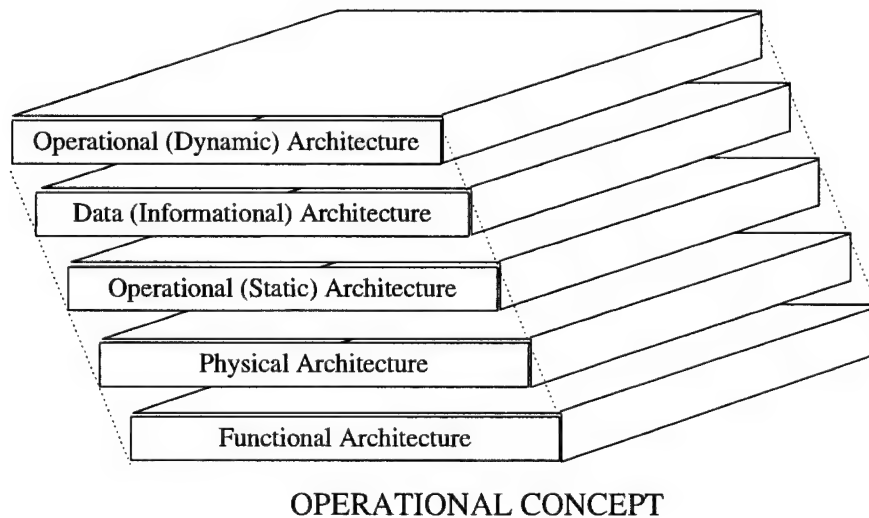 Operational (Dynamic) Architecture
Data (Informational) Architecture
Operational (Static) Architecture
Physical Architecture
Functional Architecture
OPERATIONAL CONCEPT